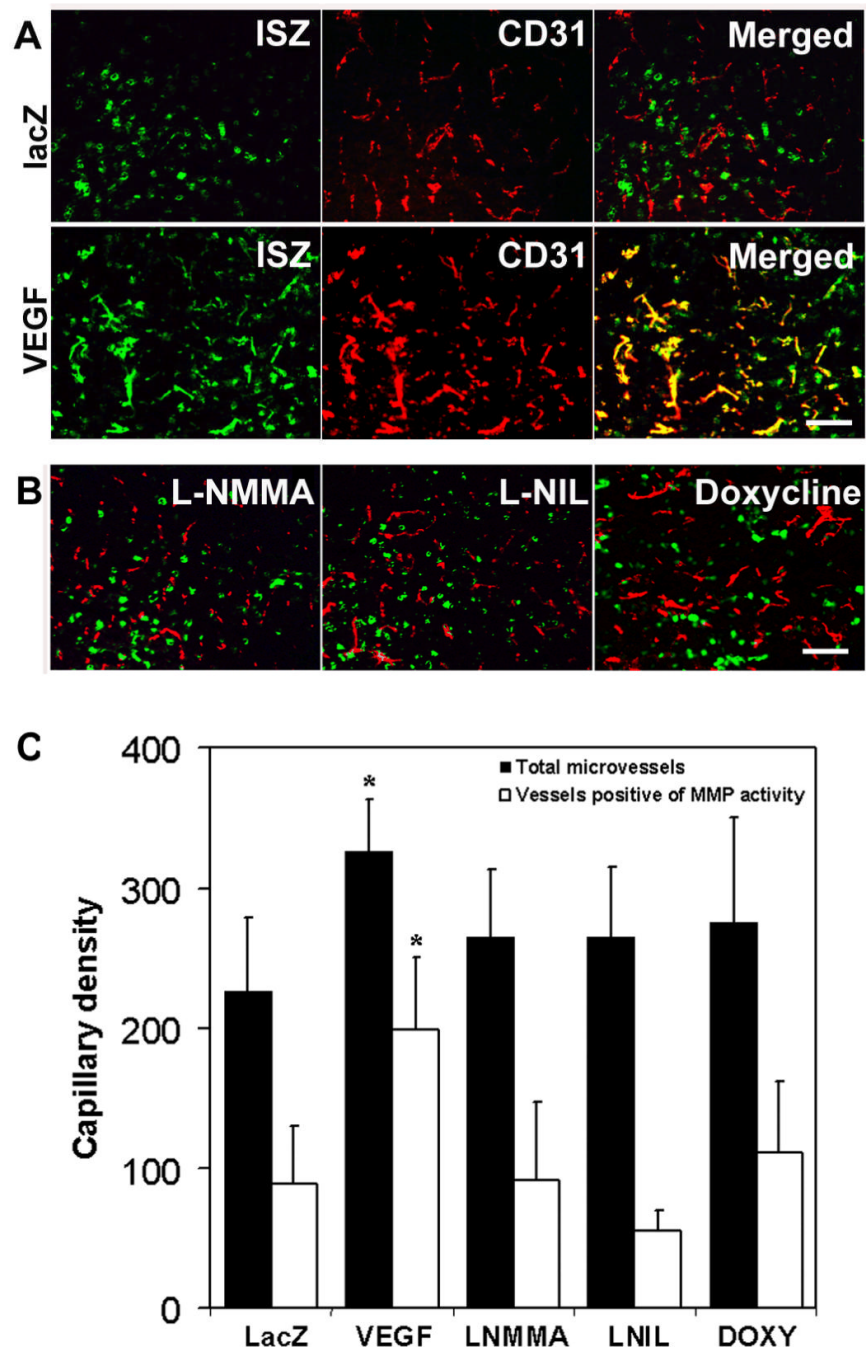 A
ISZ CD31 Merged
lacZ
ISZ CD31 Merged
VEGF
B
L-NMMA L-NIL Doxycline
C
400
Total microvessels
Vessels positive of MMP activity
*
*
300
200
100
0
Capillary density
LacZ VEGF LNMMA LNIL DOXY